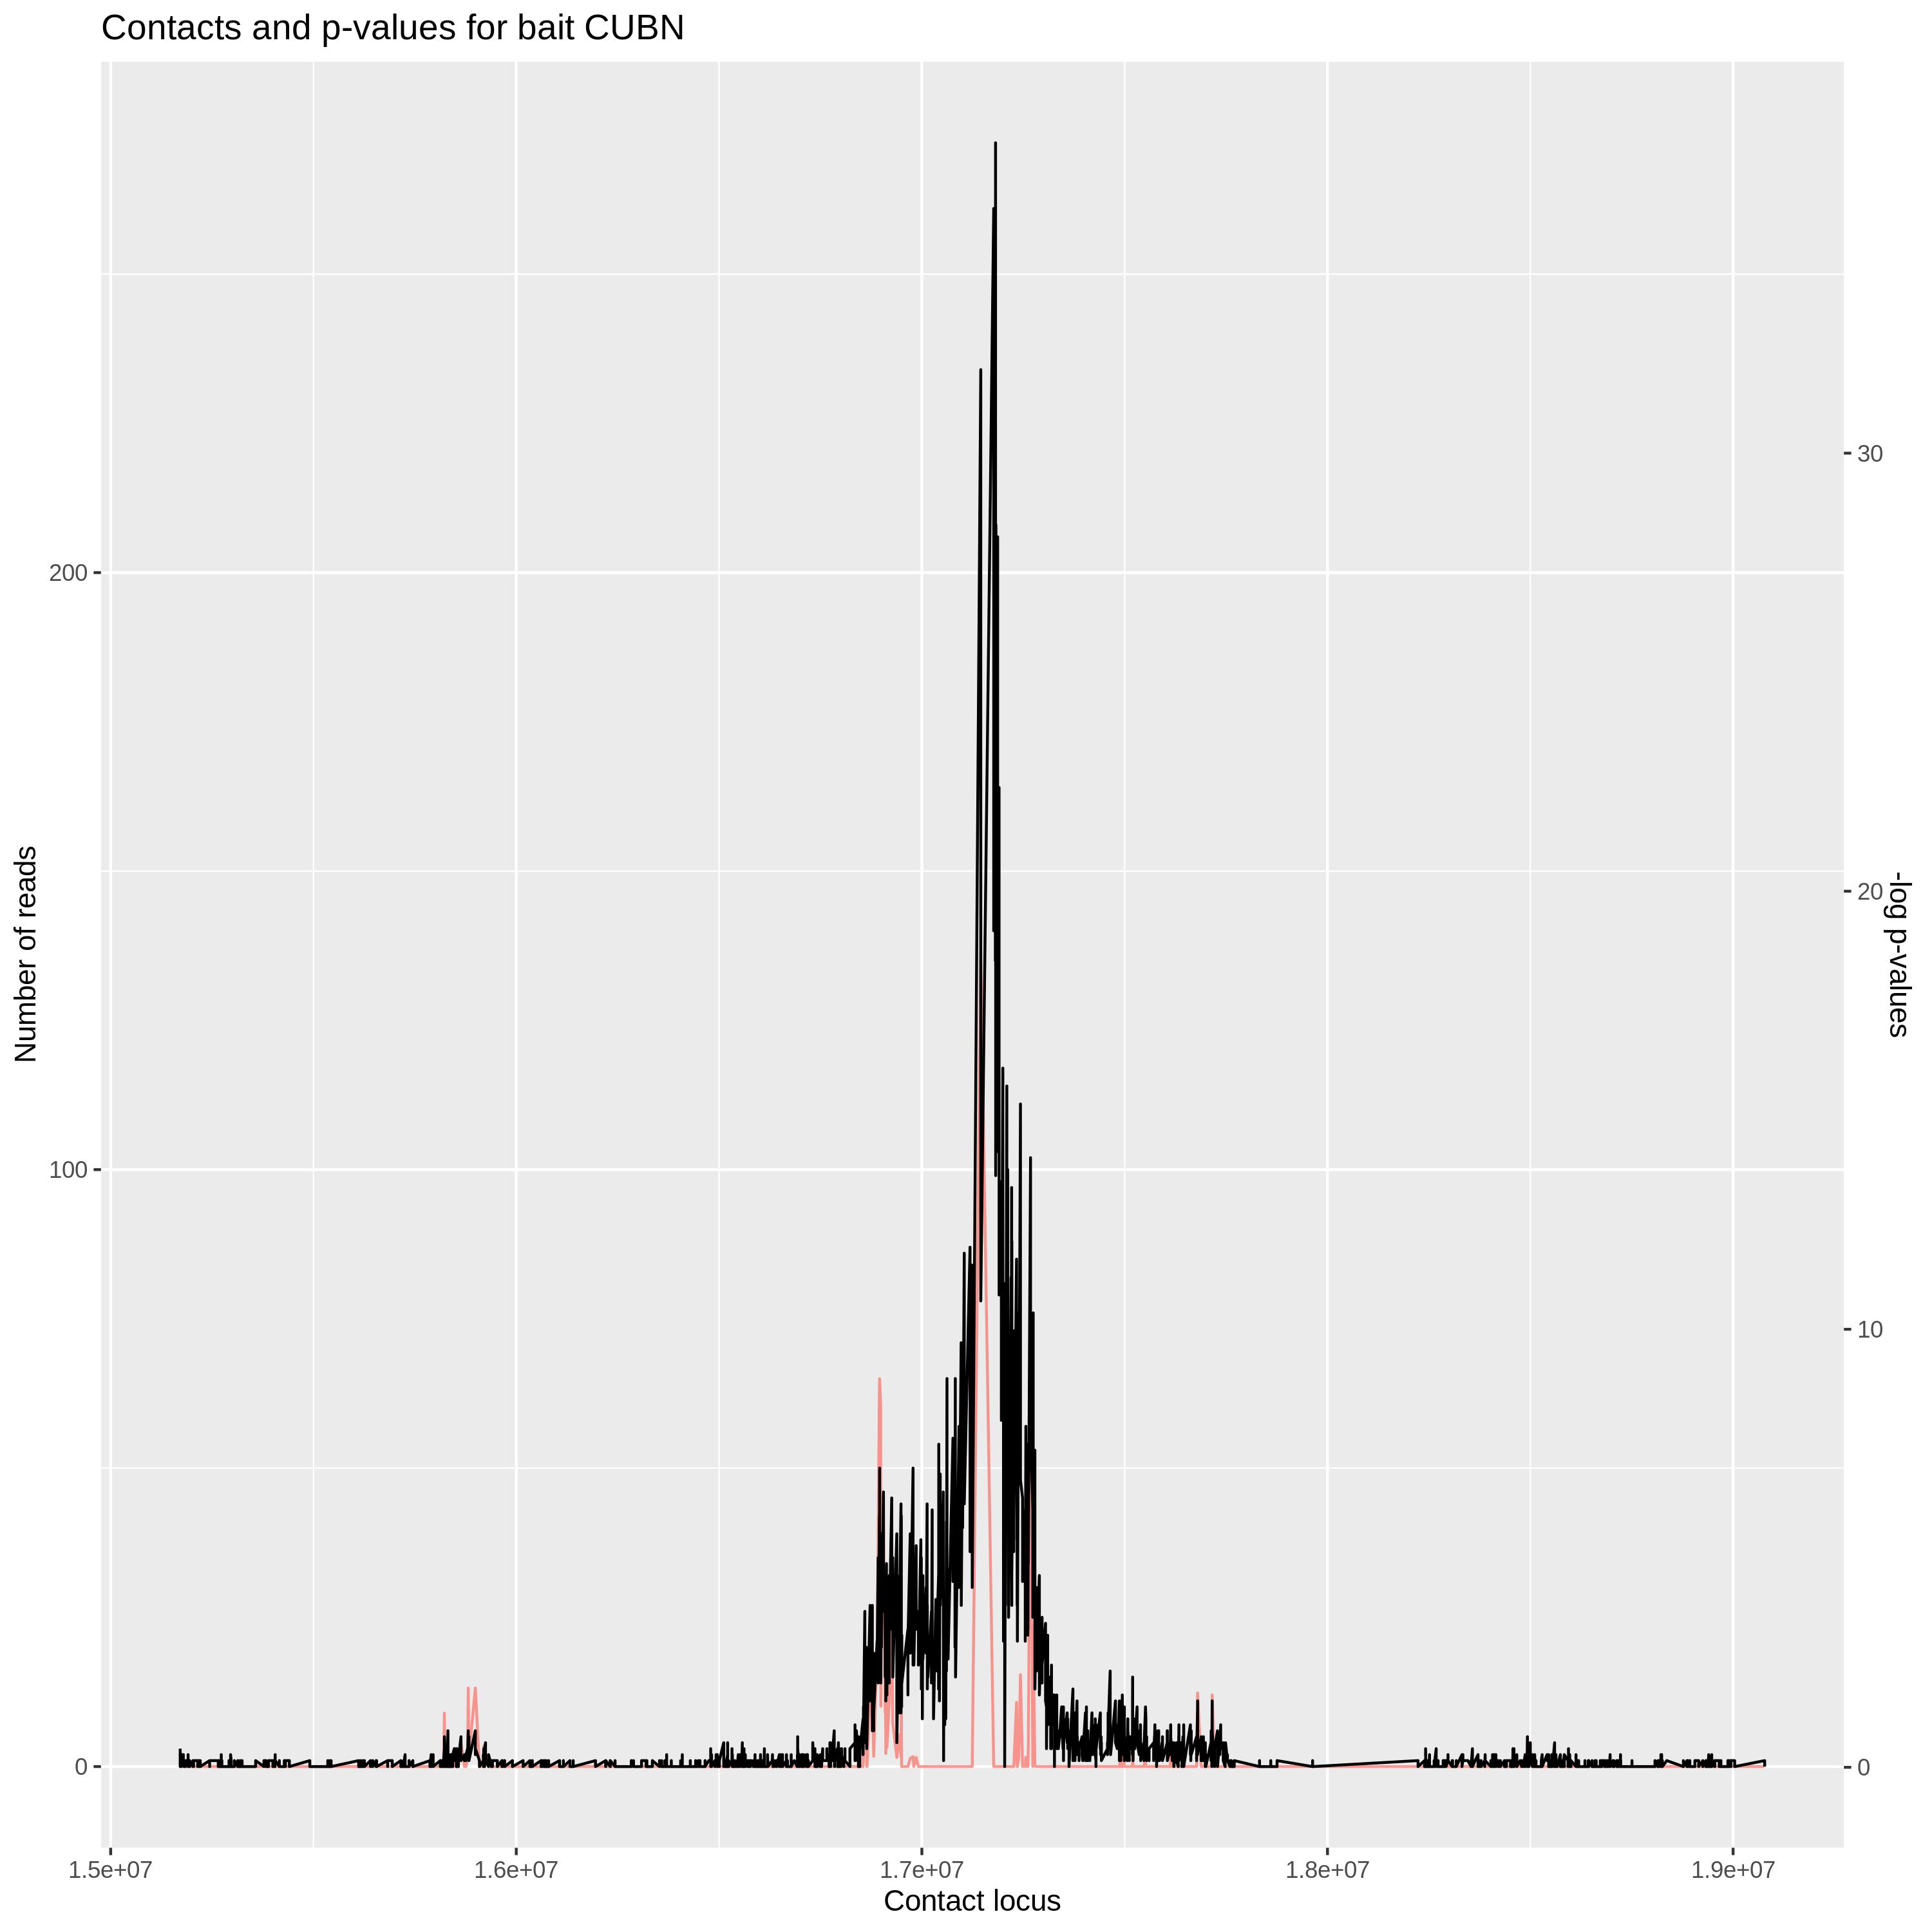 Contacts and p-values for bait CUBN
Number of reads
200
100
0
30
20
10
0
-log p-values
1.5e+07
1.6e+07
1.7e+07
1.8e+07
1.9e+07
Contact locus